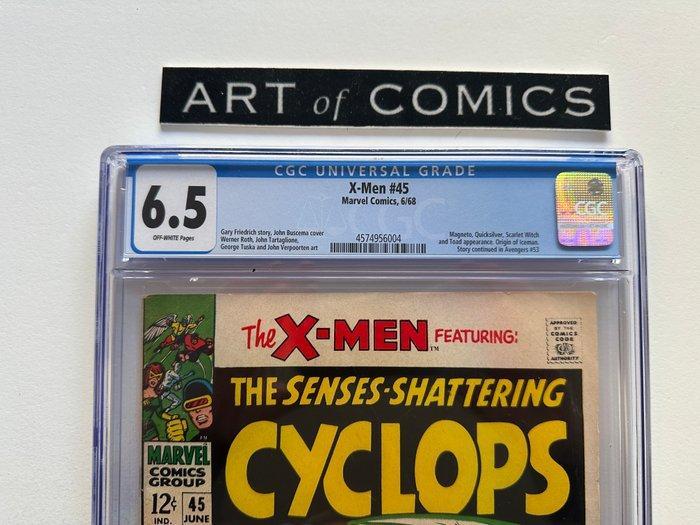 ART of COMICS
CGC UNIVERSAL GRADE
6.5
OFF-WHITE Pages
X-Men #45
Marvel Comics, 6/68
Gary Friedrich story, John Buscema cover
Werner Roth, John Tartaglione,
George Tuska and John Verpoorten art
4574956004
Magneto, Quicksilver, Scarlet Witch
and Toad appearance. Origin of Iceman.
Story continued in Avengers #53
CGC
The X-MEN FEATURING:
TM
APPROVED
BY THE
COMICS
CODE
AUTHORITY
THE SENSES-SHATTERING
CYCLOPS
MARVEL
COMICS
GROUP
12¢
IND.
45
JUNE